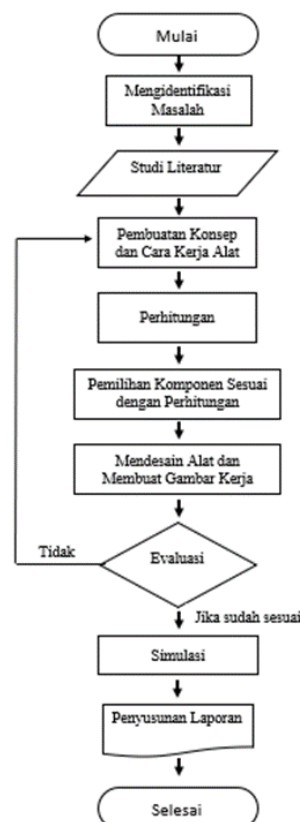 Mulai
Mengidentifikasi
Masalah
Studi Literatur
Pembuatan Konsep
dan Cara Kerja Alat
Perhitungan
Pemilihan Komponen Sesuai
dengan Perhitungan
Mendesain Alat dan
Membuat Gambar Kerja
Tidak
Evaluasi
Jika sudah sesuai
Simulasi
Penyusunan Laporan
Selesai